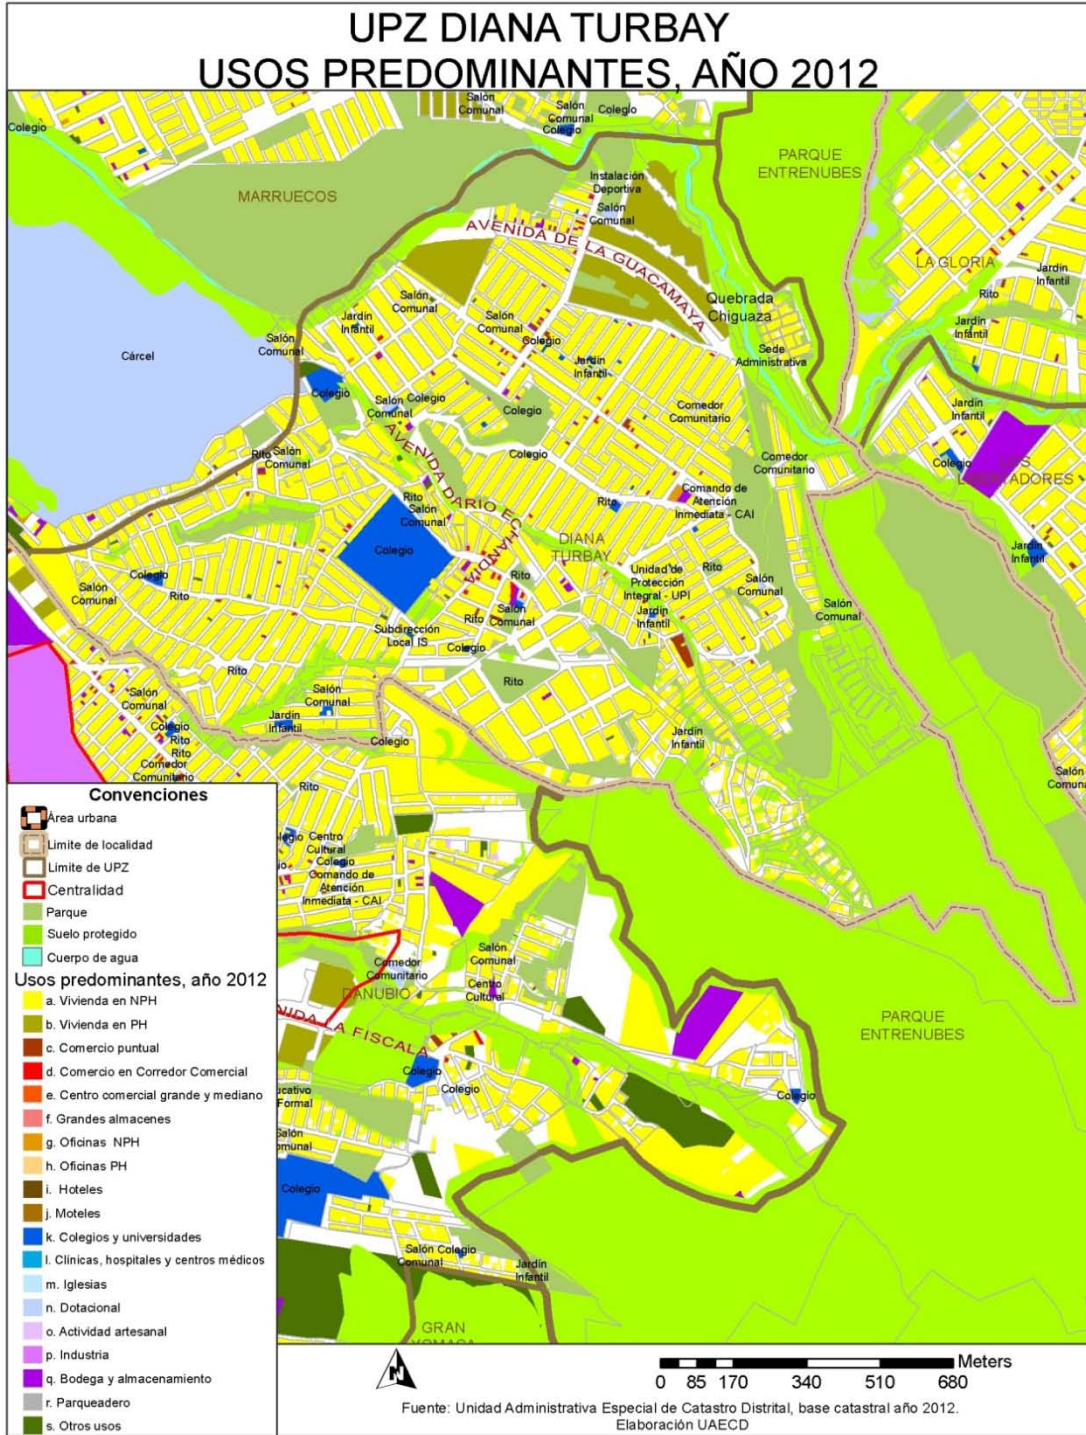 UPZ DIANA TURBAY
USOS PREDOMINANTES, AÑO 2012
Salón
Comunal
Salón
Comunal
Colegio
Colegio
Colegio
PARQUE
ENTRENUBES
Instalación
Deportiva
MARRUECOS
Salón
Comunal
AVENIDA DE LA GUACAMAYA
LA GLORIA
Jardín
Infantil
Rito
Salón
Comunal
Quebrada
Chiguaza
Jardín
Infantil
Salón
Comunal
Jardín
Infantil
Salón
Comunal
Colegio
Cárcel
Jardín
Infantil
Sede
Administrativa
Colegio
Salón
Comunal
Colegio
Colegio
Comedor
Comunitario
Jardín
Infantil
AVENIDA DARIO ECHANDIA
Rito
Salón
Comunal
Colegio
Comedor
Comunitario
Colegio
Rito
Salón
Comunal
Rito
Comando de
Atención
Inmediata - CAI
Colegio
DIANA
TURBAY
Jardín
Infantil
Salón
Comunal
Colegio
Rito
Rito
Unidad de
Protección
Integral - UPI
Jardín
Infantil
Rito
Salón
Comunal
Salón
Comunal
Rito
Salón
Comunal
Subdirección
Local IS
Colegio
Rito
Rito
Salón
Comunal
Salón
Comunal
Jardín
Infantil
Colegio
Jardín
Infantil
Colegio
Rito
Rito
Comedor
Comunitario
Rito
Salón
Centro
Cultural
Colegio
Comando de
Atención
Inmediata - CAI
Salón
Comunal
Comedor
Comunitario
DANUBIO
Centro
Cultural
LA FISCALA
PARQUE
ENTRENUBES
Colegio
Colegio
Colegio
Colegio
Salón
Comunal
Colegio
Jardín
Infantil
GRAN
Convenciones
Área urbana
Limite de localidad
Limite de UPZ
Centralidad
Parque
Suelo protegido
Cuerpo de agua
Usos predominantes, año 2012
a. Vivienda en NPH
b. Vivienda en PH
c. Comercio puntual
d. Comercio en Corredor Comercial
e. Centro comercial grande y mediano
f. Grandes almacenes
g. Oficinas NPH
h. Oficinas PH
i. Hoteles
j. Moteles
k. Colegios y universidades
l. Clínicas, hospitales y centros médicos
m. Iglesias
n. Dotacional
o. Actividad artesanal
p. Industria
q. Bodega y almacenamiento
r. Parqueadero
s. Otros usos
N
Meters
0 85 170 340 510 680
Fuente: Unidad Administrativa Especial de Catastro Distrital, base catastral año 2012.
Elaboración UAECD